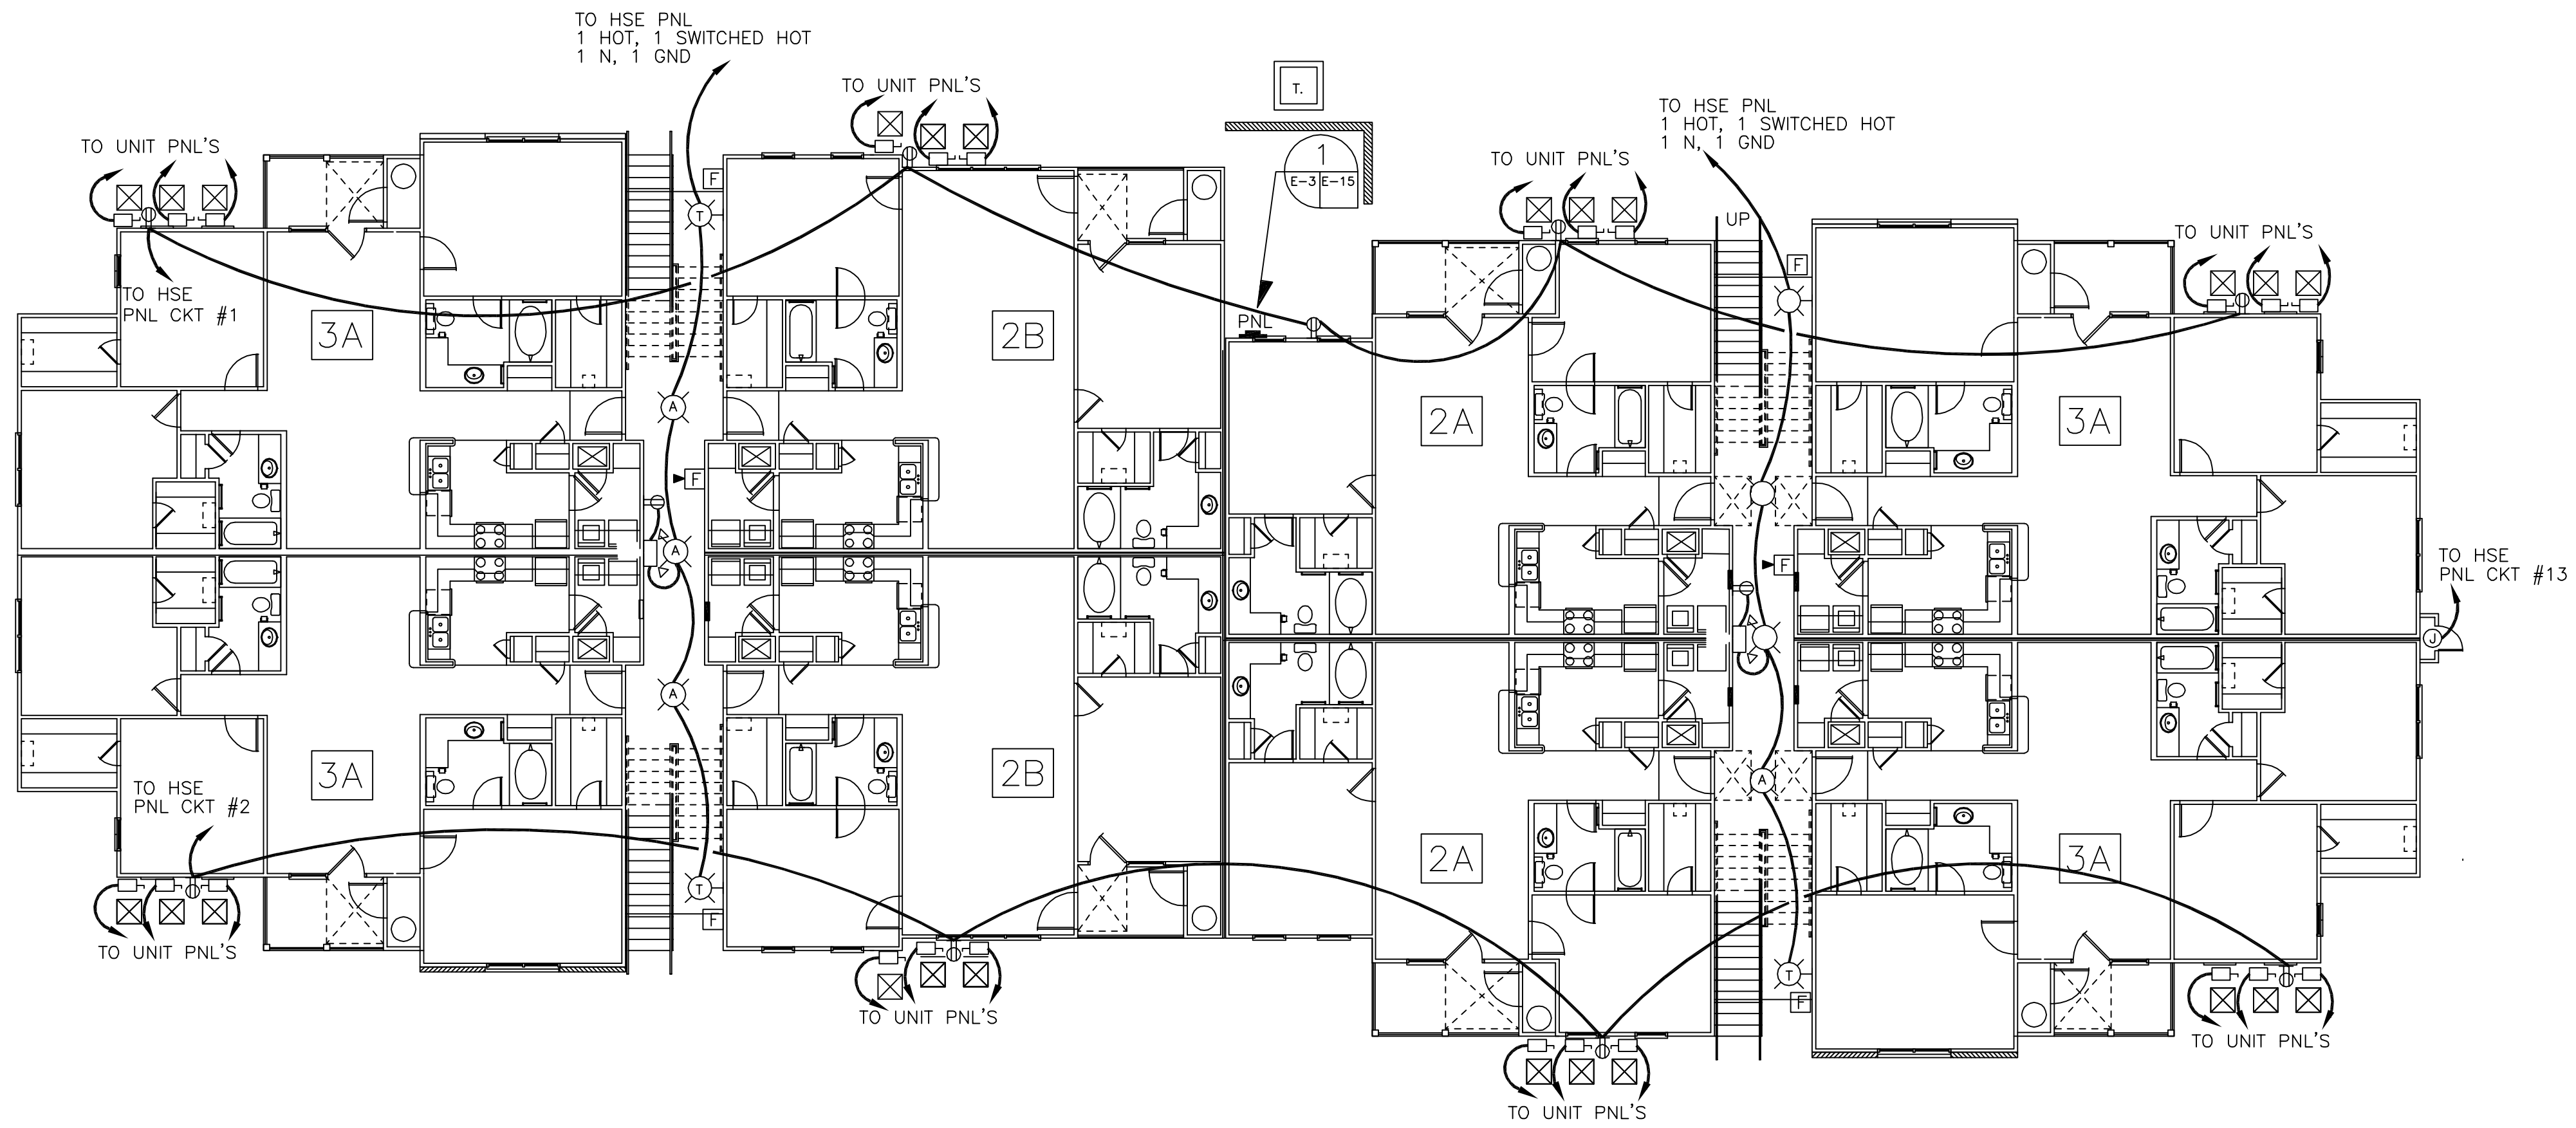 TO HSE PNL
1 HOT, 1 SWITCHED HOT
1 N, 1 GND
TO UNIT PNL'S
T.
TO HSE PNL
1 HOT, 1 SWITCHED HOT
1 N, 1 GND
TO UNIT PNL'S
1
E-3 E-15
TO UNIT PNL'S
F
T
UP
TO UNIT PNL'S
F
TO HSE
PNL CKT #1
PNL
3A
2B
A
2A
3A
F
A
F
TO HSE
PNL CKT #13
J
A
3A
2B
A
TO HSE
PNL CKT #2
2A
3A
T
F
TO UNIT PNL'S
T
F
TO UNIT PNL'S
TO UNIT PNL'S
TO UNIT PNL'S